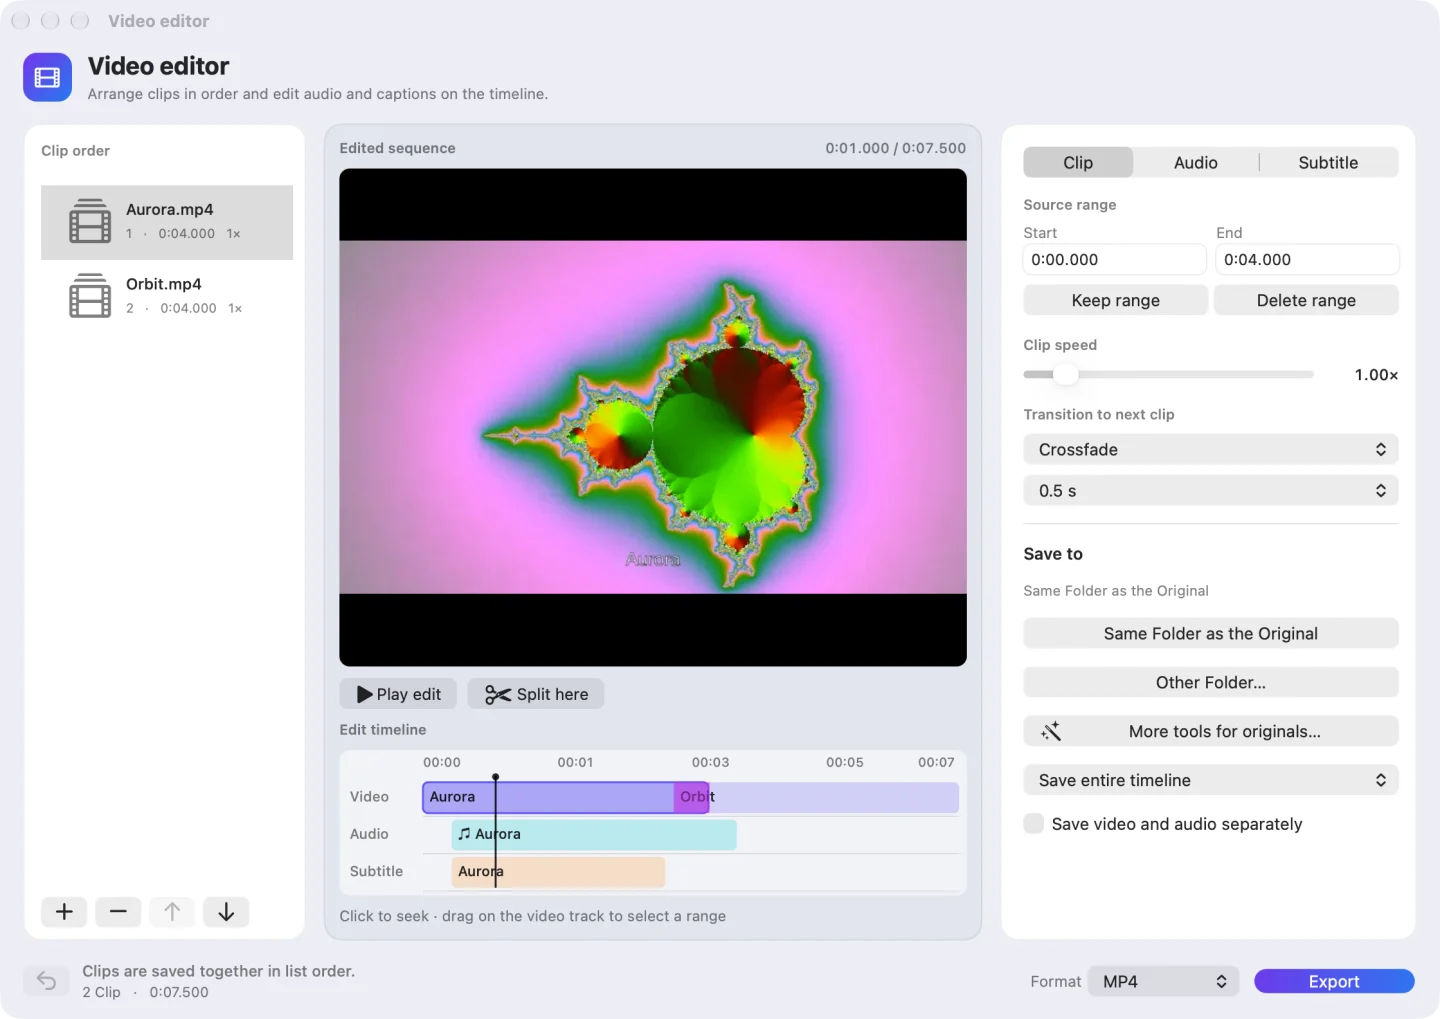 Video editor
Video editor
Arrange clips in order and edit audio and captions on the timeline.
Clip order
Aurora.mp4
1 · 0:04.000 1×
Orbit.mp4
2 · 0:04.000 1×
Edited sequence
0:01.000 / 0:07.500
Aurora
Play edit
Split here
Edit timeline
00:00 00:01 00:03 00:05 00:07
Video
Aurora
Orbit
Audio
Aurora
Subtitle
Aurora
Click to seek · drag on the video track to select a range
Clip
Audio
Subtitle
Source range
Start
End
0:00.000
0:04.000
Keep range
Delete range
Clip speed
1.00×
Transition to next clip
Crossfade
0.5 s
Save to
Same Folder as the Original
Same Folder as the Original
Other Folder...
More tools for originals...
Save entire timeline
Save video and audio separately
Clips are saved together in list order.
2 Clip · 0:07.500
Format
MP4
Export